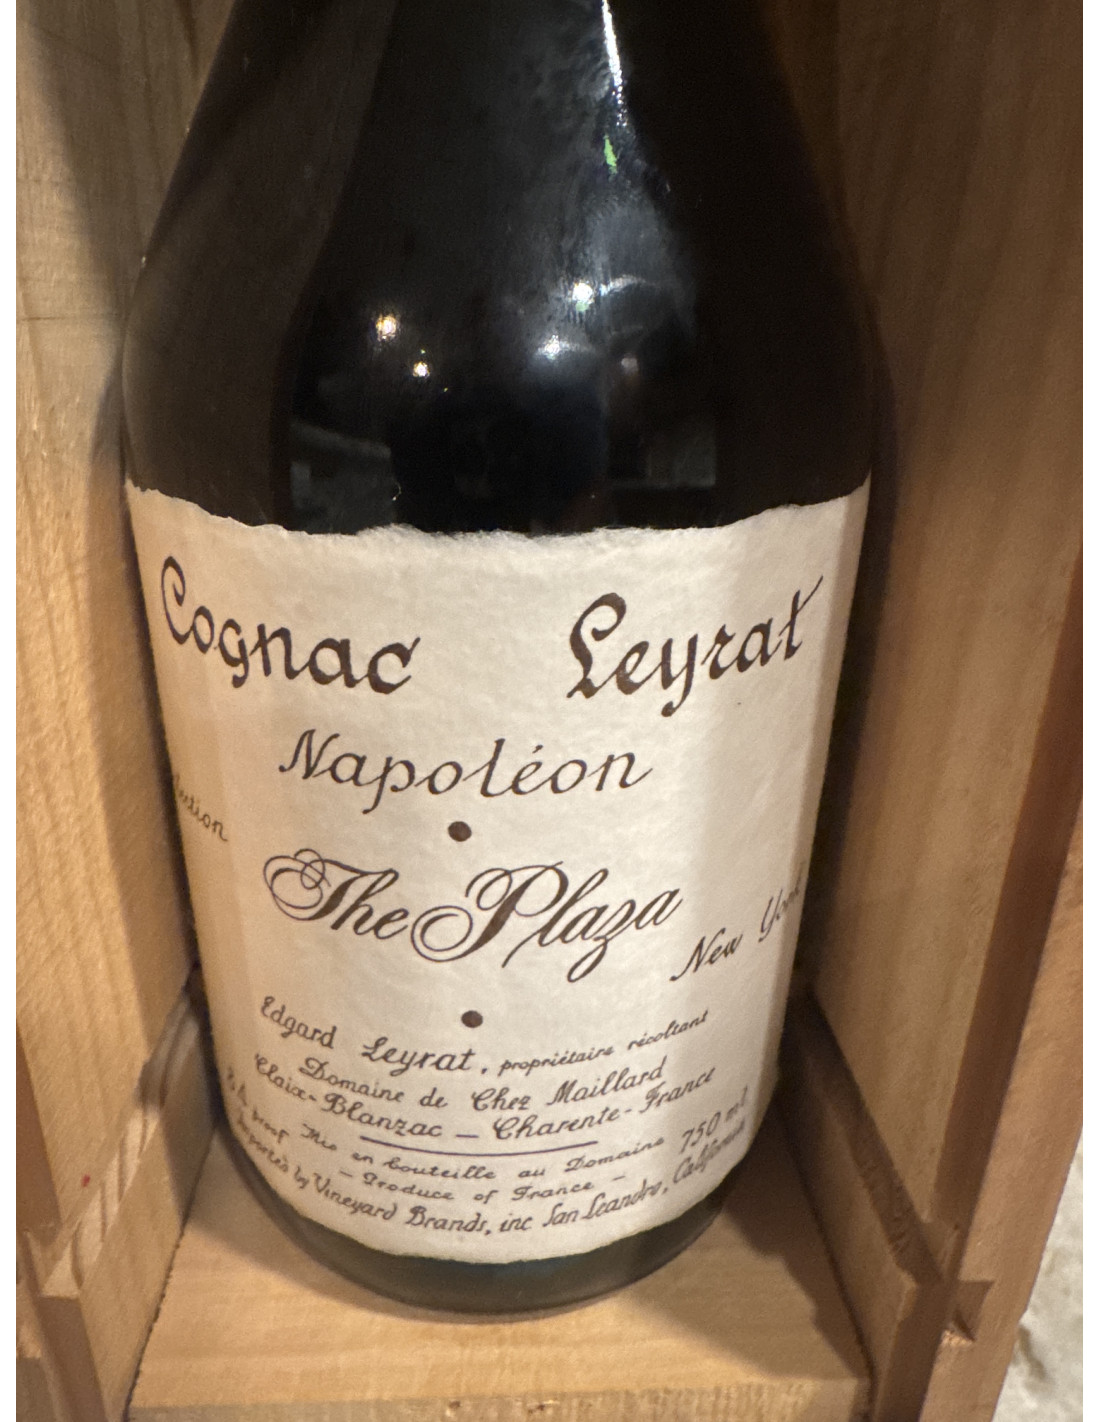 Cognac Leyrat
Napoléon
The Plaza
New York
Edgard Leyrat, propriétaire récoltant
Domaine de Chez Maillard
Claix-Blanzac — Charente-France
proof Mis en bouteille au Domaine 750 ml
— Produce of France —
Imported by Vineyard Brands, inc San Leandro, California